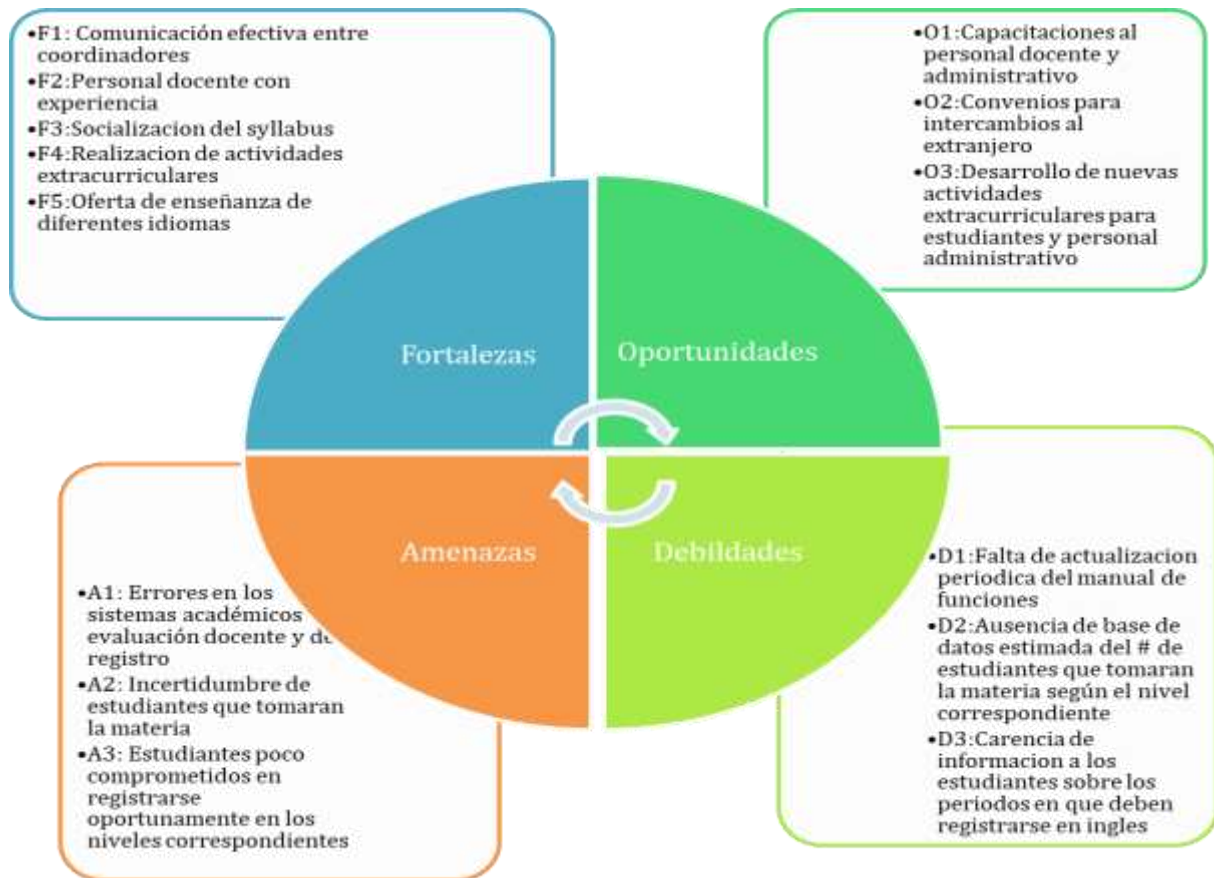 •F1: Comunicación efectiva entre
coordinadores
•F2:Personal docente con
experiencia
•F3:Socializacion del syllabus
•F4:Realizacion de actividades
extracurriculares
•F5:Oferta de enseñanza de
diferentes idiomas
•O1:Capacitaciones al
personal docente y
administrativo
•O2:Convenios para
intercambios al
extranjero
•O3:Desarrollo de nuevas
actividades
extracurriculares para
estudiantes y personal
administrativo
Fortalezas
Oportunidades
Amenazas
Debildades
•A1: Errores en los
sistemas académicos
evaluación docente y de
registro
•A2: Incertidumbre de
estudiantes que tomaran
la materia
•A3: Estudiantes poco
comprometidos en
registrarse
oportunamente en los
niveles correspondientes
•D1:Falta de actualizacion
periodica del manual de
funciones
•D2:Ausencia de base de
datos estimada del # de
estudiantes que tomaran
la materia según el nivel
correspondiente
•D3:Carencia de
informacion a los
estudiantes sobre los
periodos en que deben
registrarse en ingles